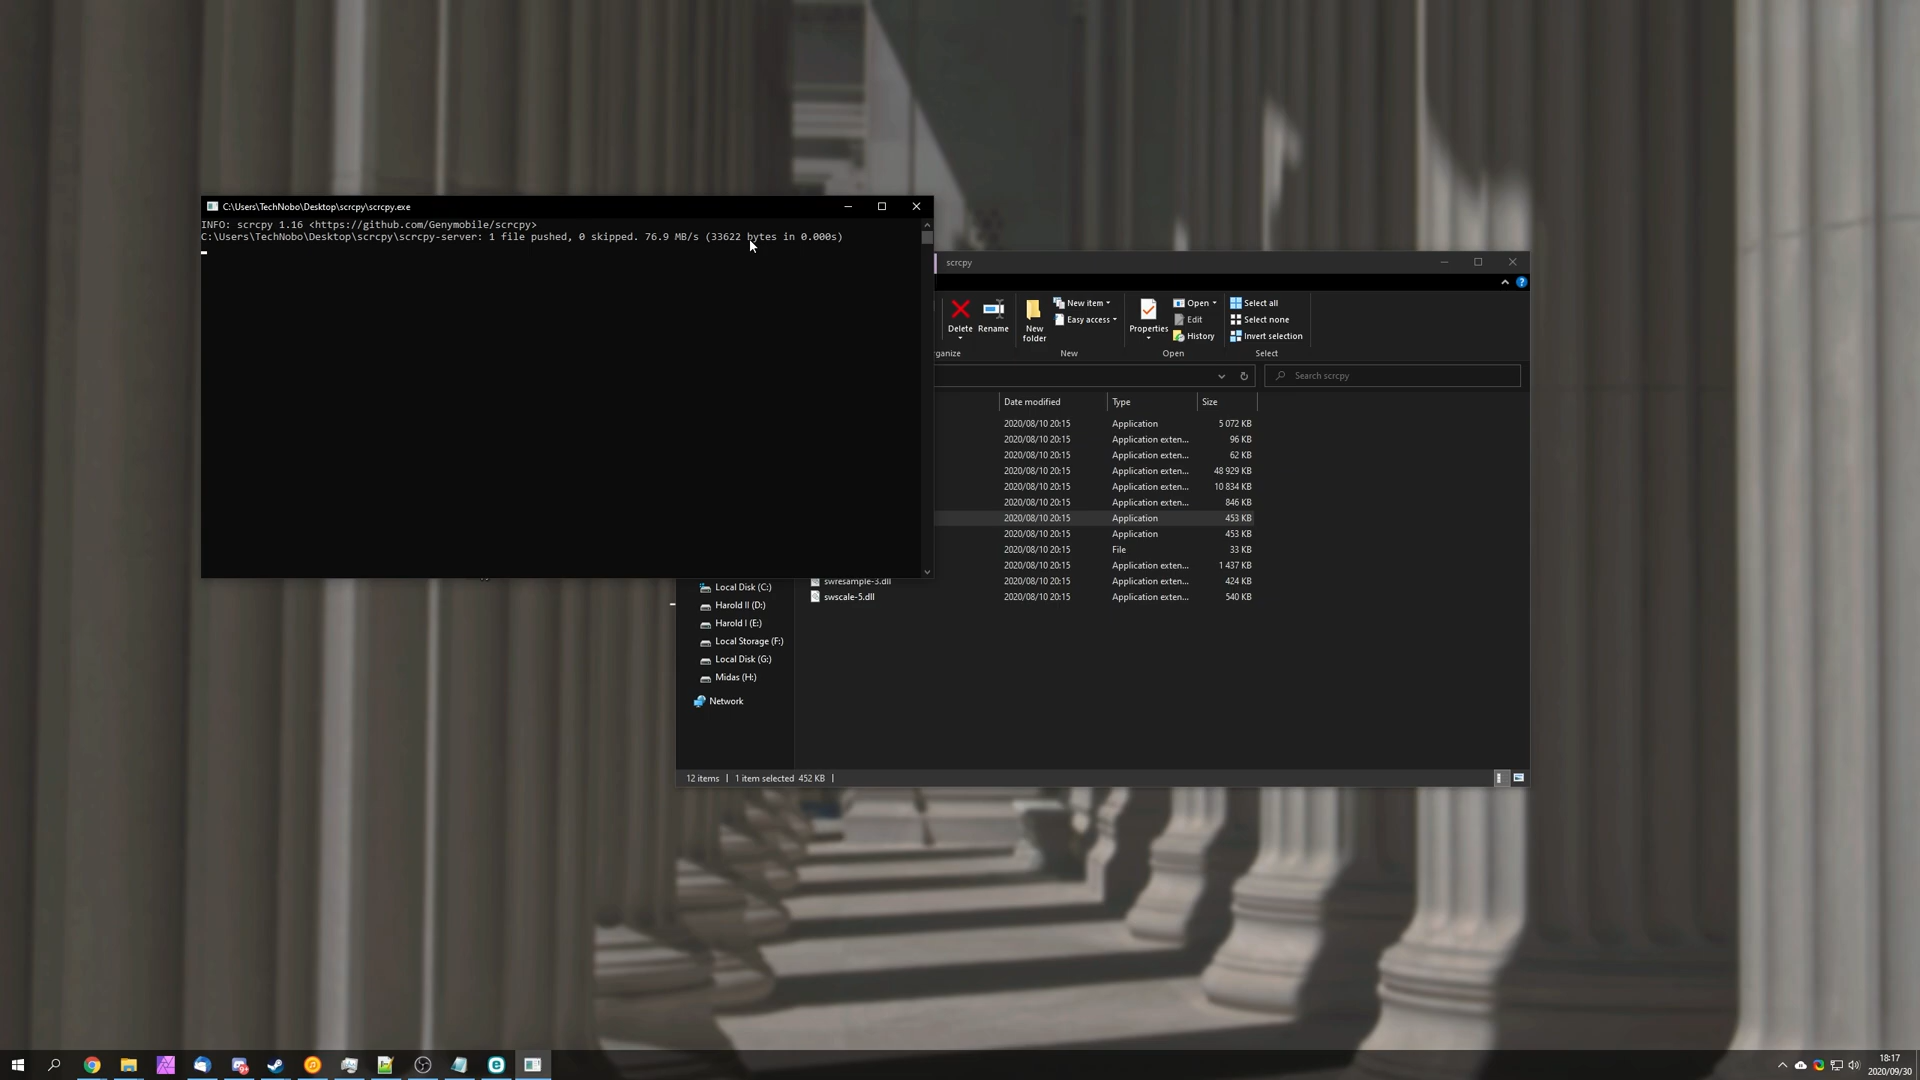 C:\Users\TechNobo\Desktop\scrcpy\scrcpy.exe
INFO: scrcpy 1.16 <https://github.com/Genymobile/scrcpy>
C:\Users\TechNobo\Desktop\scrcpy\scrcpy-server: 1 file pushed, 0 skipped. 76.9 MB/s (33622 bytes in 0.000s)
scrcpy
Delete
Rename
New folder
New item
Easy access
Properties
Open
Edit
History
Select all
Select none
Invert selection
rganize
New
Open
Select
Search scrcpy
Date modified Type Size
2020/08/10 20:15 Application 5 072 KB
2020/08/10 20:15 Application exten... 96 KB
2020/08/10 20:15 Application exten... 62 KB
2020/08/10 20:15 Application exten... 48 929 KB
2020/08/10 20:15 Application exten... 10 834 KB
2020/08/10 20:15 Application exten... 846 KB
2020/08/10 20:15 Application 453 KB
2020/08/10 20:15 Application 453 KB
2020/08/10 20:15 File 33 KB
2020/08/10 20:15 Application exten... 1 437 KB
swresample-3.dll 2020/08/10 20:15 Application exten... 424 KB
swscale-5.dll 2020/08/10 20:15 Application exten... 540 KB
Local Disk (C:)
Harold II (D:)
Harold I (E:)
Local Storage (F:)
Local Disk (G:)
Midas (H:)
Network
12 items 1 item selected 452 KB
18:17
2020/09/30